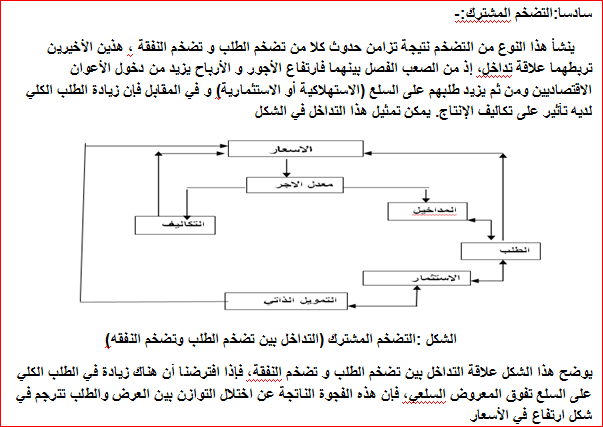 سادسا:التضخم المشترك:-
ينشأ هذا النوع من التضخم نتيجة تزامن حدوث كلا من تضخم الطلب و تضخم النفقة ، هذين الأخيرين
تربطهما علاقة تداخل، إذ من الصعب الفصل بينهما فارتفاع الأجور و الأرباح يزيد من دخول الأعوان
الاقتصاديين ومن ثم يزيد طلبهم على السلع (الاستهلاكية أو الاستثمارية) و في المقابل فإن زيادة الطلب الكلي
لديه تأثير على تكاليف الإنتاج. يمكن تمثيل هذا التداخل في الشكل
الاسعار
معدل الاجر
المداخيل
التكاليف
الطلب
الاستثمار
التمويل الذاتي
الشكل :التضخم المشترك (التداخل بين تضخم الطلب وتضخم النفقه)
يوضح هذا الشكل علاقة التداخل بين تضخم الطلب و تضخم النفقة، فإذا افترضنا أن هناك زيادة في الطلب الكلي
على السلع تفوق المعروض السلعي، فإن هذه الفجوة الناتجة عن اختلال التوازن بين العرض والطلب تترجم في
شكل ارتفاع في الأسعار